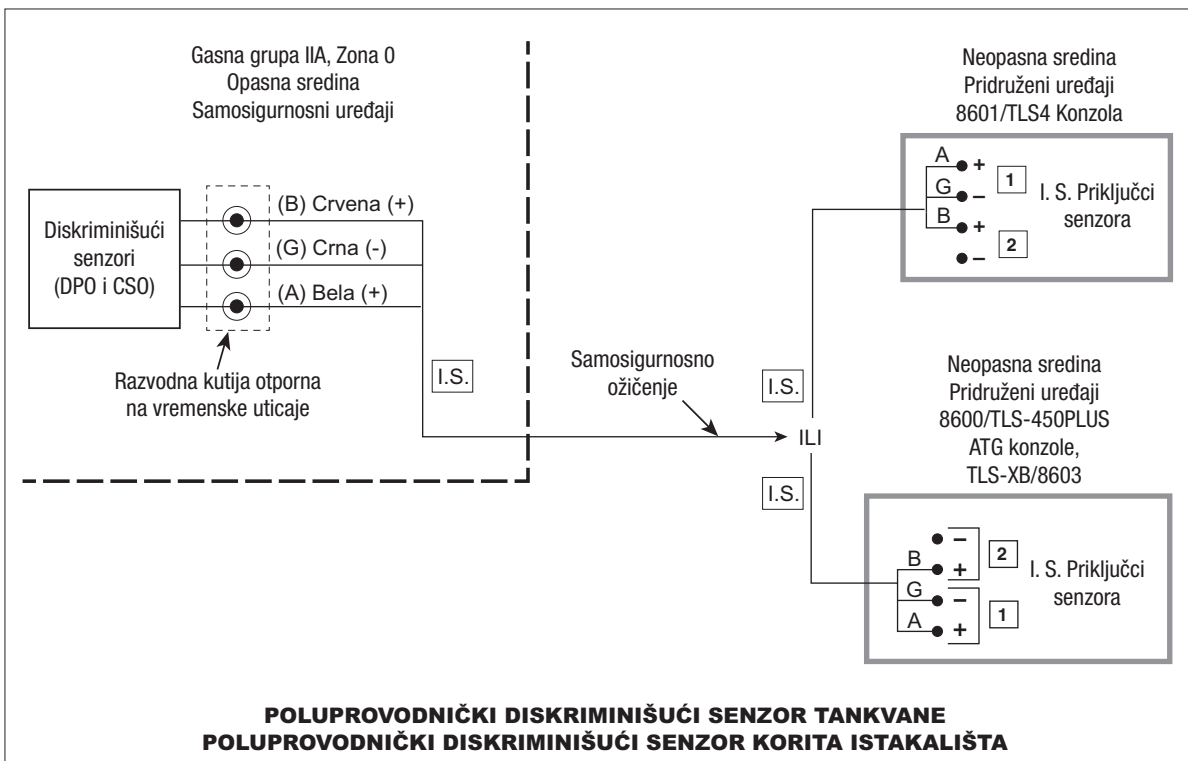 Gasna grupa IIA, Zona 0
Opasna sredina
Samosigurnosni uređaji
Diskriminišući
senzori
(DPO i CSO)
(B) Crvena (+)
(G) Crna (-)
(A) Bela (+)
Razvodna kutija otporna
na vremenske uticaje
I.S.
Samosigurnosno
ožičenje
ILI
I.S.
I.S.
Neopasna sredina
Pridruženi uređaji
8601/TLS4 Konzola
A +
G − 1
B +
− 2
I. S. Priključci
senzora
Neopasna sredina
Pridruženi uređaji
8600/TLS-450PLUS
ATG konzole,
TLS-XB/8603
− 2
B +
G − 1
A +
I. S. Priključci
senzora
POLUPROVODNIČKI DISKRIMINIŠUĆI SENZOR TANKVANE
POLUPROVODNIČKI DISKRIMINIŠUĆI SENZOR KORITA ISTAKALIŠTA